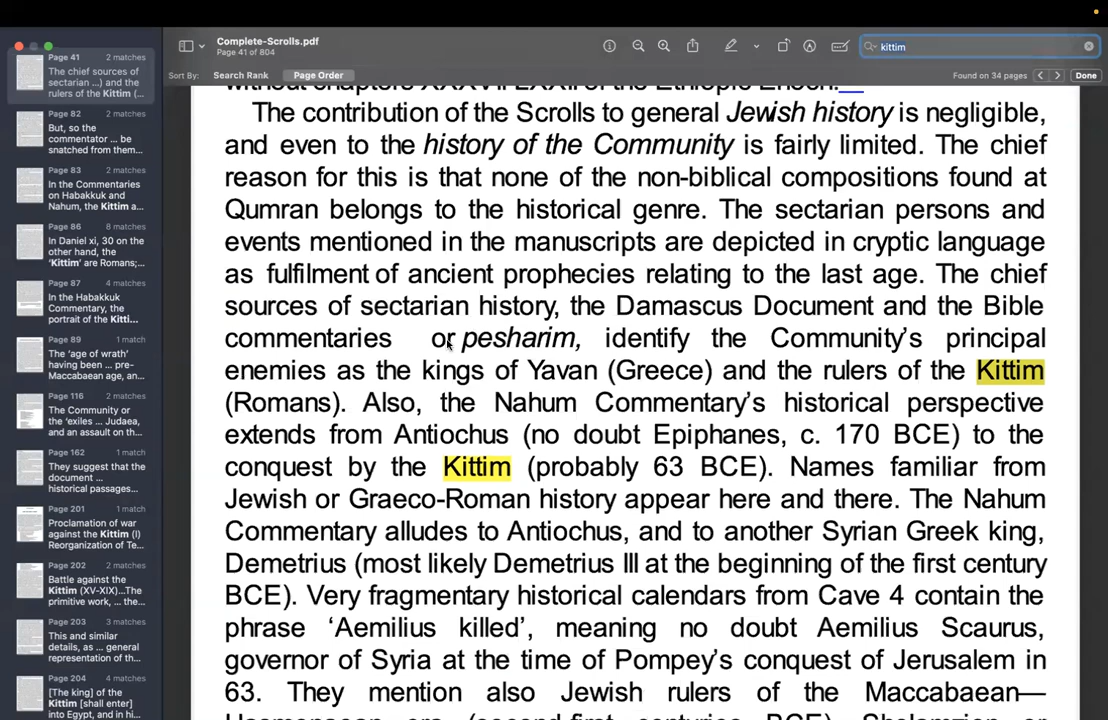 Complete-Scrolls.pdf
Page 41 of 804
kittim
Sort By:
Search Rank
Page Order
Found on 34 pages
Done
Page 41
2 matches
The chief sources of
sectarian ...) and the
rulers of the Kittim (...
Page 82
2 matches
But, so the
commentator ... be
snatched from them...
Page 83
2 matches
In the Commentaries
on Habakkuk and
Nahum, the Kittim a...
Page 86
8 matches
In Daniel xi, 30 on the
other hand, the
‘Kittim’ are Romans;...
Page 87
4 matches
In the Habakkuk
Commentary, the
portrait of the Kitti...
Page 89
1 match
The ‘age of wrath’
having been ... pre-
Maccabaean age, an...
Page 116
2 matches
The Community or
the ‘exiles ... Judaea,
and an assault on th...
Page 162
1 match
They suggest that the
document ...
historical passages...
Page 201
1 match
Proclamation of war
against the Kittim (I)
Reorganization of Te...
Page 202
2 matches
Battle against the
Kittim (XV-XIX)...The
primitive work, ... the...
Page 203
3 matches
This and similar
details, as ... general
representation of th...
Page 204
4 matches
[The king] of the
Kittim [shall enter]
into Egypt, and in hi...
The contribution of the Scrolls to general Jewish history is negligible,
and even to the history of the Community is fairly limited. The chief
reason for this is that none of the non-biblical compositions found at
Qumran belongs to the historical genre. The sectarian persons and
events mentioned in the manuscripts are depicted in cryptic language
as fulfilment of ancient prophecies relating to the last age. The chief
sources of sectarian history, the Damascus Document and the Bible
commentaries or pesharim, identify the Community’s principal
enemies as the kings of Yavan (Greece) and the rulers of the Kittim
(Romans). Also, the Nahum Commentary’s historical perspective
extends from Antiochus (no doubt Epiphanes, c. 170 BCE) to the
conquest by the Kittim (probably 63 BCE). Names familiar from
Jewish or Graeco-Roman history appear here and there. The Nahum
Commentary alludes to Antiochus, and to another Syrian Greek king,
Demetrius (most likely Demetrius III at the beginning of the first century
BCE). Very fragmentary historical calendars from Cave 4 contain the
phrase ‘Aemilius killed’, meaning no doubt Aemilius Scaurus,
governor of Syria at the time of Pompey’s conquest of Jerusalem in
63. They mention also Jewish rulers of the Maccabaean—